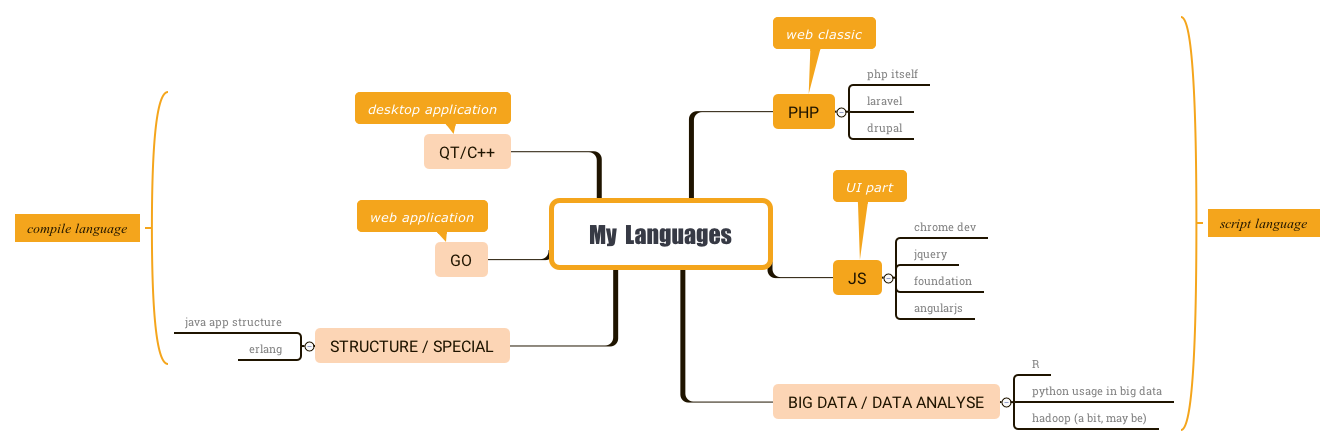 web classic
php itself
PHP
laravel
drupal
desktop application
QT/C++
UI part
web application
compile language
My Languages
script language
GO
JS
chrome dev
jquery
foundation
angularjs
java app structure
erlang
STRUCTURE / SPECIAL
BIG DATA / DATA ANALYSE
R
python usage in big data
hadoop (a bit, may be)